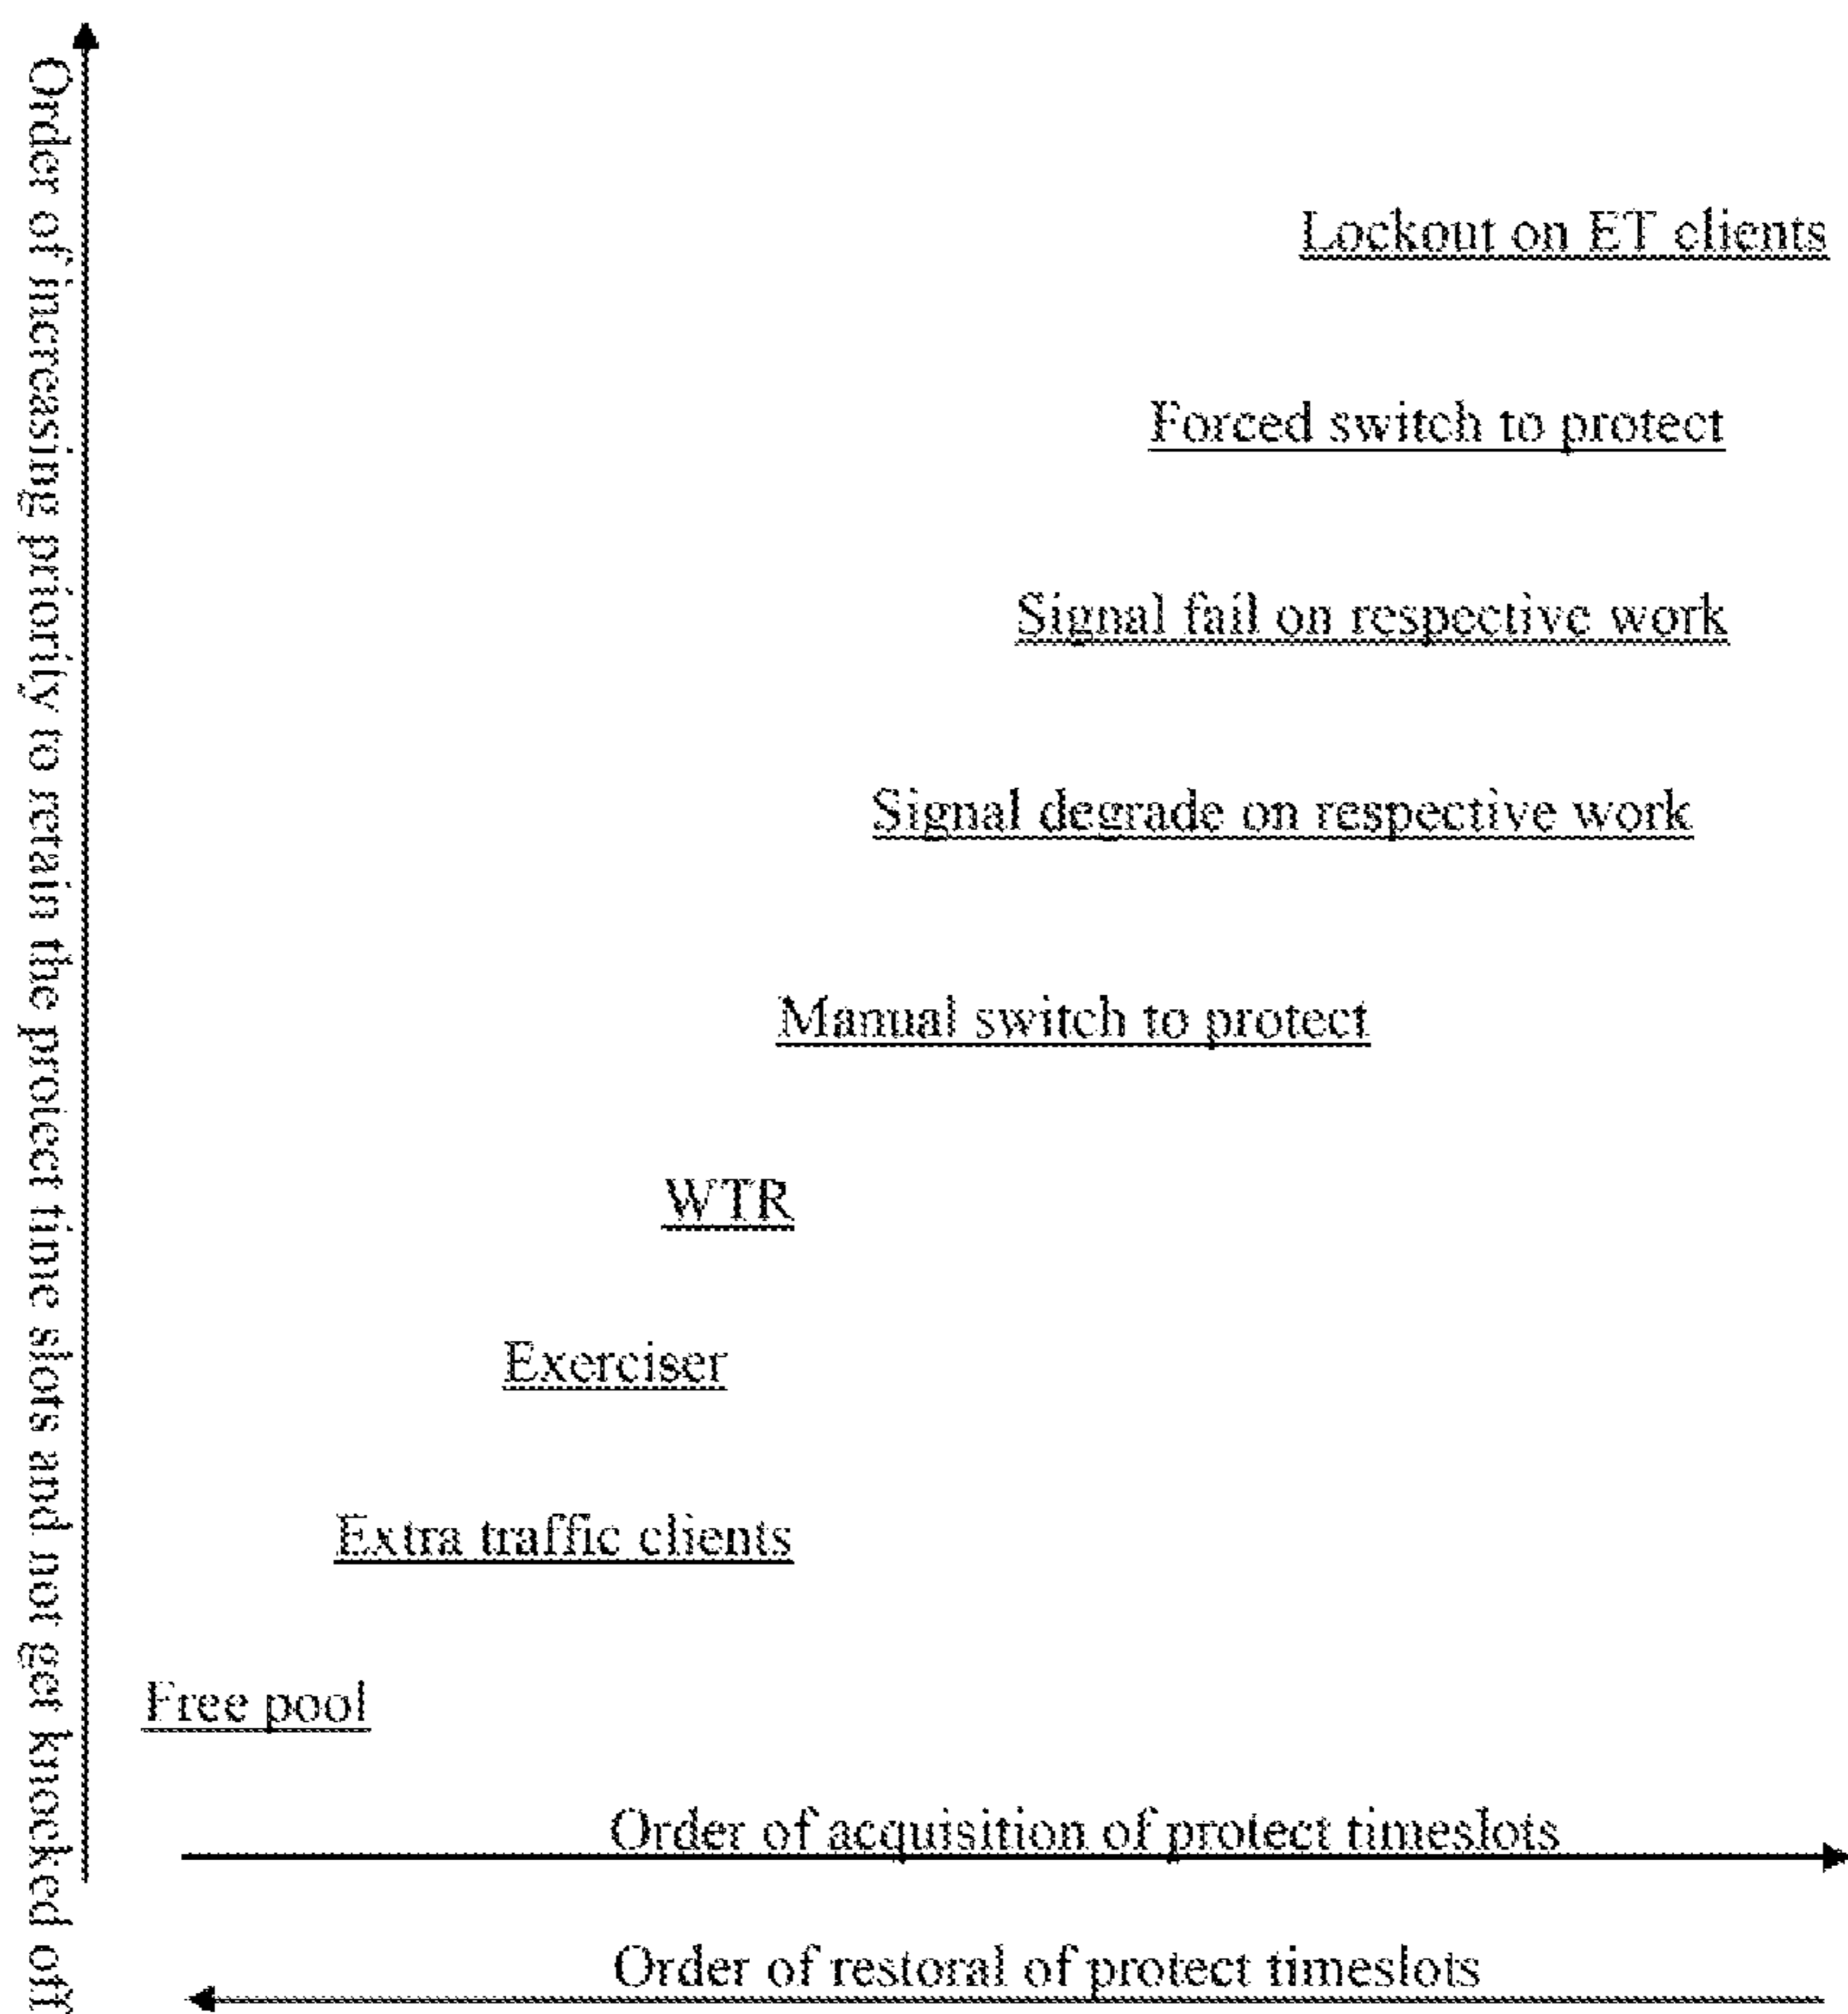 Order of increasing priority to retain the protect time slots and not get knocked off
Lockout on ET clients
Forced switch to protect
Signal fail on respective work
Signal degrade on respective work
Manual switch to protect
WTR
Exerciser
Extra traffic clients
Free pool
Order of acquisition of protect timeslots
Order of restoral of protect timeslots